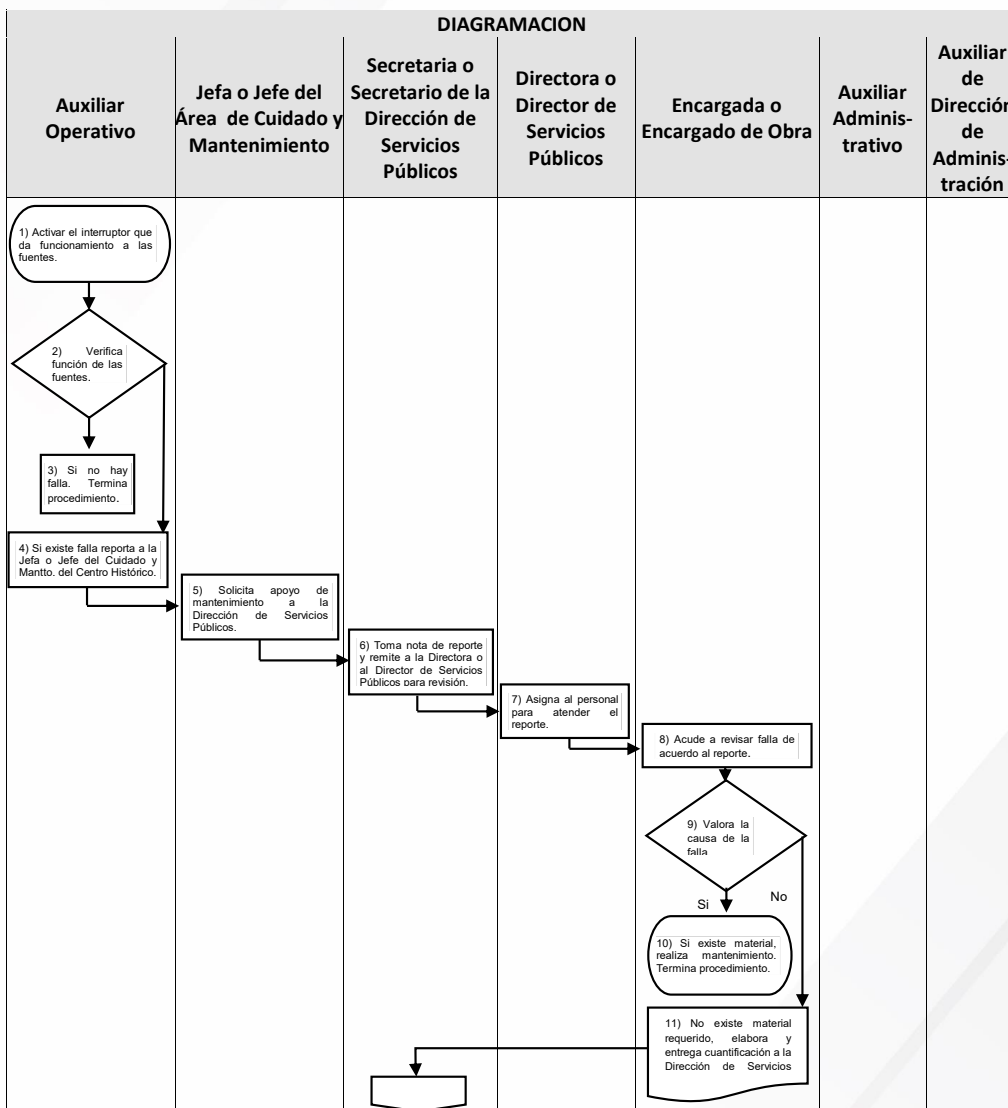 DIAGRAMACION
Auxiliar
Operativo
Jefa o Jefe del
Área de Cuidado y
Mantenimiento
Secretaria o
Secretario de la
Dirección de
Servicios
Públicos
Directora o
Director de
Servicios
Públicos
Encargada o
Encargado de Obra
Auxiliar
Adminis-
trativo
Auxiliar
de
Dirección
de
Adminis-
tración
1) Activar el interruptor que
da funcionamiento a las
fuentes.
2) Verifica
función de las
fuentes.
3) Si no hay
falla. Termina
procedimiento.
4) Si existe falla reporta a la
Jefa o Jefe del Cuidado y
Mantto. del Centro Histórico.
5) Solicita apoyo de
mantenimiento a la
Dirección de Servicios
Públicos.
6) Toma nota de reporte
y remite a la Directora o
al Director de Servicios
Públicos para revisión.
7) Asigna al personal
para atender el
reporte.
8) Acude a revisar falla de
acuerdo al reporte.
9) Valora la
causa de la
falla
Si
No
10) Si existe material,
realiza mantenimiento.
Termina procedimiento.
11) No existe material
requerido, elabora y
entrega cuantificación a la
Dirección de Servicios